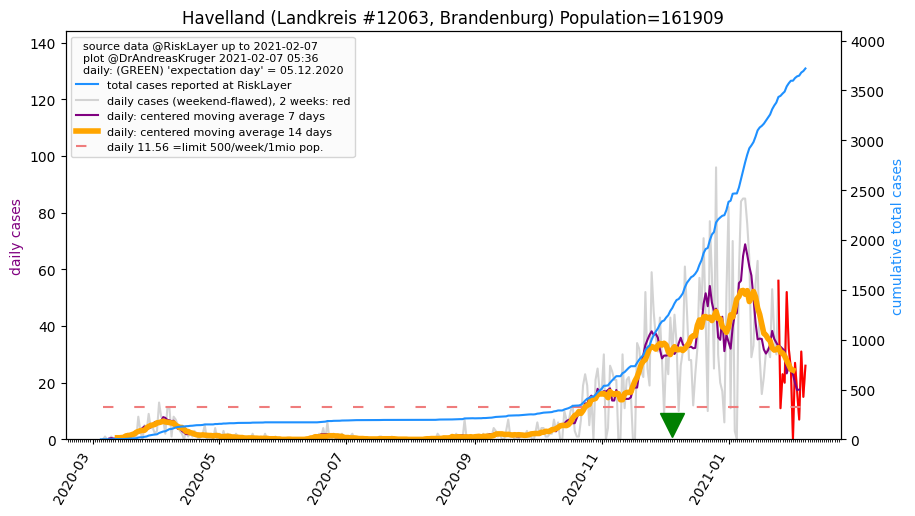 Havelland (Landkreis #12063, Brandenburg) Population=161909
source data @RiskLayer up to 2021-02-07
plot @DrAndreasKruger 2021-02-07 05:36
daily: (GREEN) 'expectation day' = 05.12.2020
total cases reported at RiskLayer
daily cases (weekend-flawed), 2 weeks: red
daily: centered moving average 7 days
daily: centered moving average 14 days
daily 11.56 =limit 500/week/1mio pop.
daily cases
140
120
100
80
60
40
20
0
cumulative total cases
4000
3500
3000
2500
2000
1500
1000
500
0
2020-03
2020-05
2020-07
2020-09
2020-11
2021-01